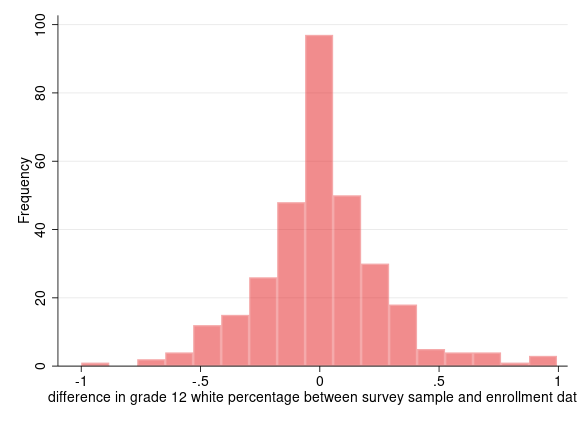 100
80
60
40
20
0
Frequency
-1 -.5 0 .5 1
difference in grade 12 white percentage between survey sample and enrollment dat